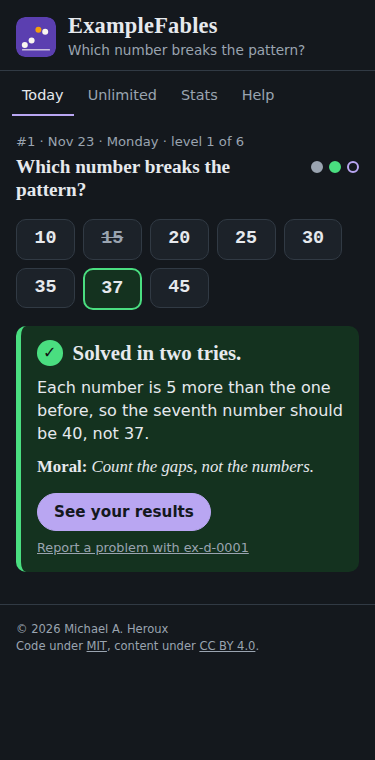 ExampleFables
Which number breaks the pattern?
Today Unlimited Stats Help
#1 · Nov 23 · Monday · level 1 of 6
Which number breaks the
pattern?
10 15 20 25 30
35 37 45
✓ Solved in two tries.
Each number is 5 more than the one
before, so the seventh number should
be 40, not 37.
Moral: Count the gaps, not the numbers.
See your results
Report a problem with ex-d-0001
© 2026 Michael A. Heroux
Code under MIT, content under CC BY 4.0.